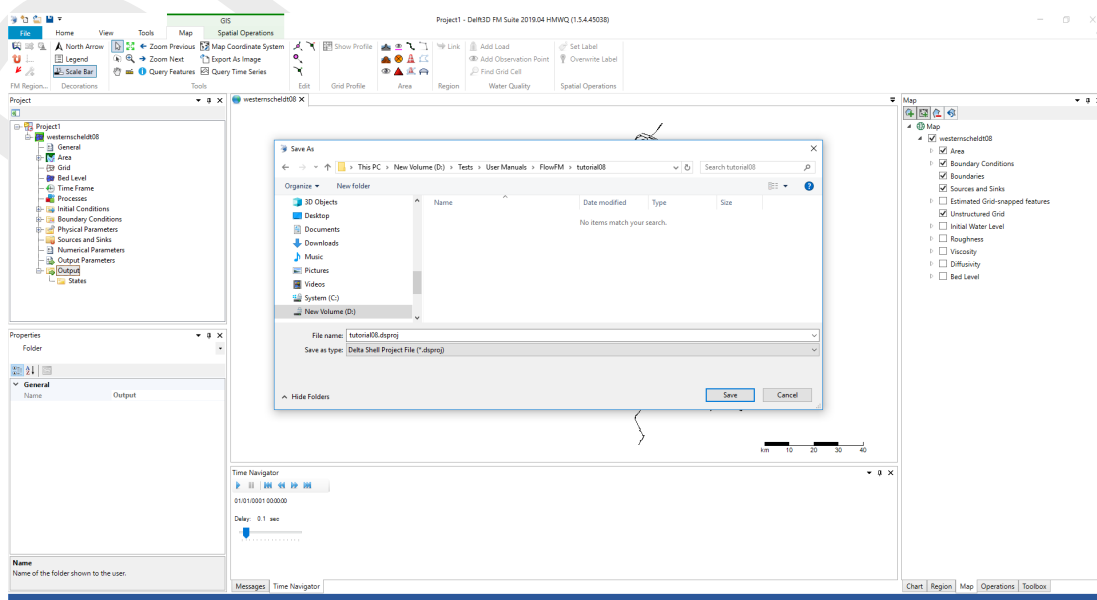 GIS
Project1 - Delft3D FM Suite 2019.04 HMWQ (1.5.4.45038)
File Home View Tools Map Spatial Operations
North Arrow Zoom Previous Map Coordinate System Show Profile Link Add Load Set Label
Legend Zoom Next Export As Image Add Observation Point Overwrite Label
Scale Bar Query Features Query Time Series Find Grid Cell
FM Region... Decorations Tools Edit Grid Profile Area Region Water Quality Spatial Operations
Project
westernscheldt08
Map
Project1
westernscheldt08
General
Area
Grid
Bed Level
Time Frame
Processes
Initial Conditions
Boundary Conditions
Physical Parameters
Sources and Sinks
Numerical Parameters
Output Parameters
Output
States
Save As
This PC > New Volume (D:) > Tests > User Manuals > FlowFM > tutorial08
Search tutorial08
Organize New folder
3D Objects
Desktop
Documents
Downloads
Music
Pictures
Videos
System (C:)
New Volume (D:)
Name Date modified Type Size
No items match your search.
File name: tutorial08.dsproj
Save as type: Delta Shell Project File (*.dsproj)
Hide Folders
Save Cancel
Map
westernscheldt08
Area
Boundary Conditions
Boundaries
Sources and Sinks
Estimated Grid-snapped features
Unstructured Grid
Initial Water Level
Roughness
Viscosity
Diffusivity
Bed Level
Properties
Folder
General
Name Output
km 10 20 30 40
Time Navigator
01/01/0001 00:00:00
Delay: 0.1 sec
Name
Name of the folder shown to the user.
Messages Time Navigator
Chart Region Map Operations Toolbox